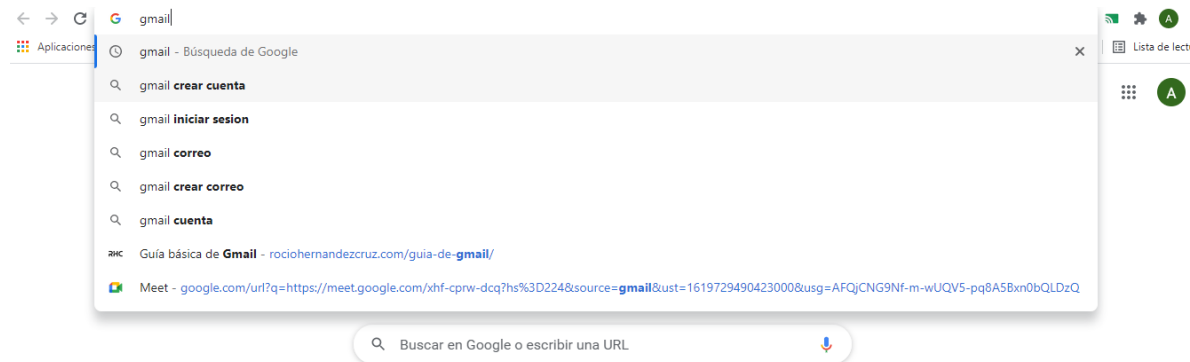 gmail
Aplicaciones
Lista de lect
gmail - Búsqueda de Google
gmail crear cuenta
A
gmail iniciar sesion
gmail correo
gmail crear correo
gmail cuenta
RHC Guía básica de Gmail - rociohernandezcruz.com/guia-de-gmail/
Meet - google.com/url?q=https://meet.google.com/xhf-cprw-dcq?hs%3D224&source=gmail&ust=1619729490423000&usg=AFQjCNG9Nf-m-wUQV5-pq8A5Bxn0bQLDzQ
Buscar en Google o escribir una URL
A